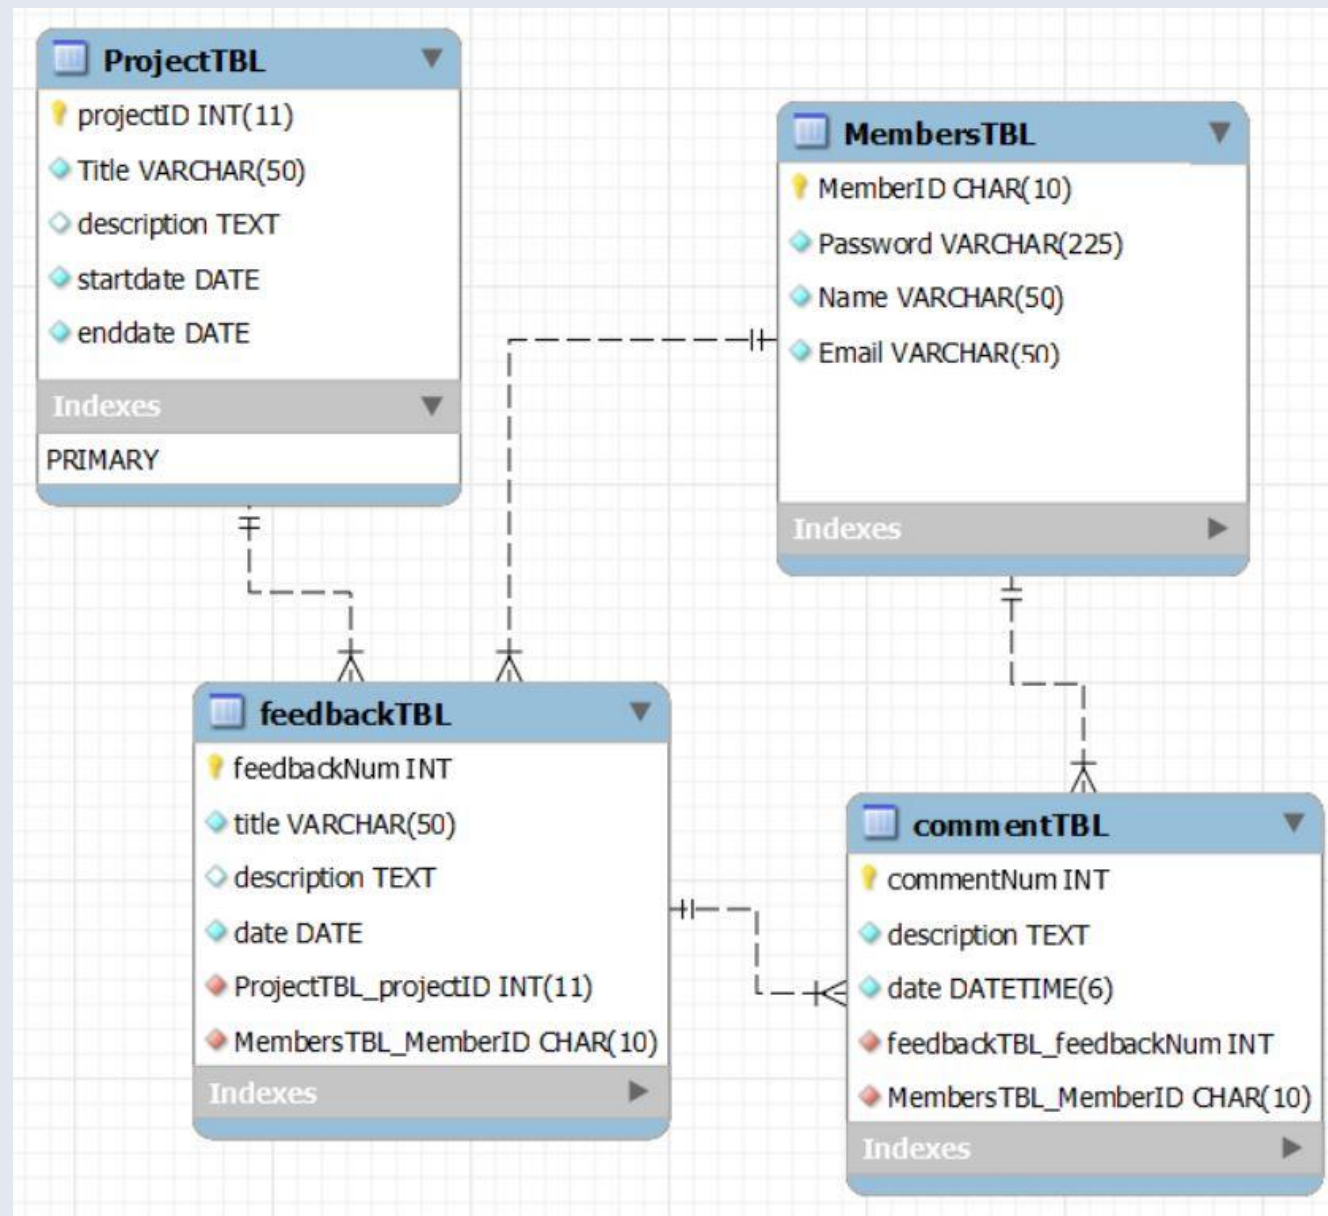 ProjectTBL
projectID INT(11)
Title VARCHAR(50)
description TEXT
startdate DATE
enddate DATE
Indexes
PRIMARY
MembersTBL
MemberID CHAR(10)
Password VARCHAR(225)
Name VARCHAR(50)
Email VARCHAR(50)
Indexes
feedbackTBL
feedbackNum INT
title VARCHAR(50)
description TEXT
date DATE
ProjectTBL_projectID INT(11)
MembersTBL_MemberID CHAR(10)
Indexes
commentTBL
commentNum INT
description TEXT
date DATETIME(6)
feedbackTBL_feedbackNum INT
MembersTBL_MemberID CHAR(10)
Indexes